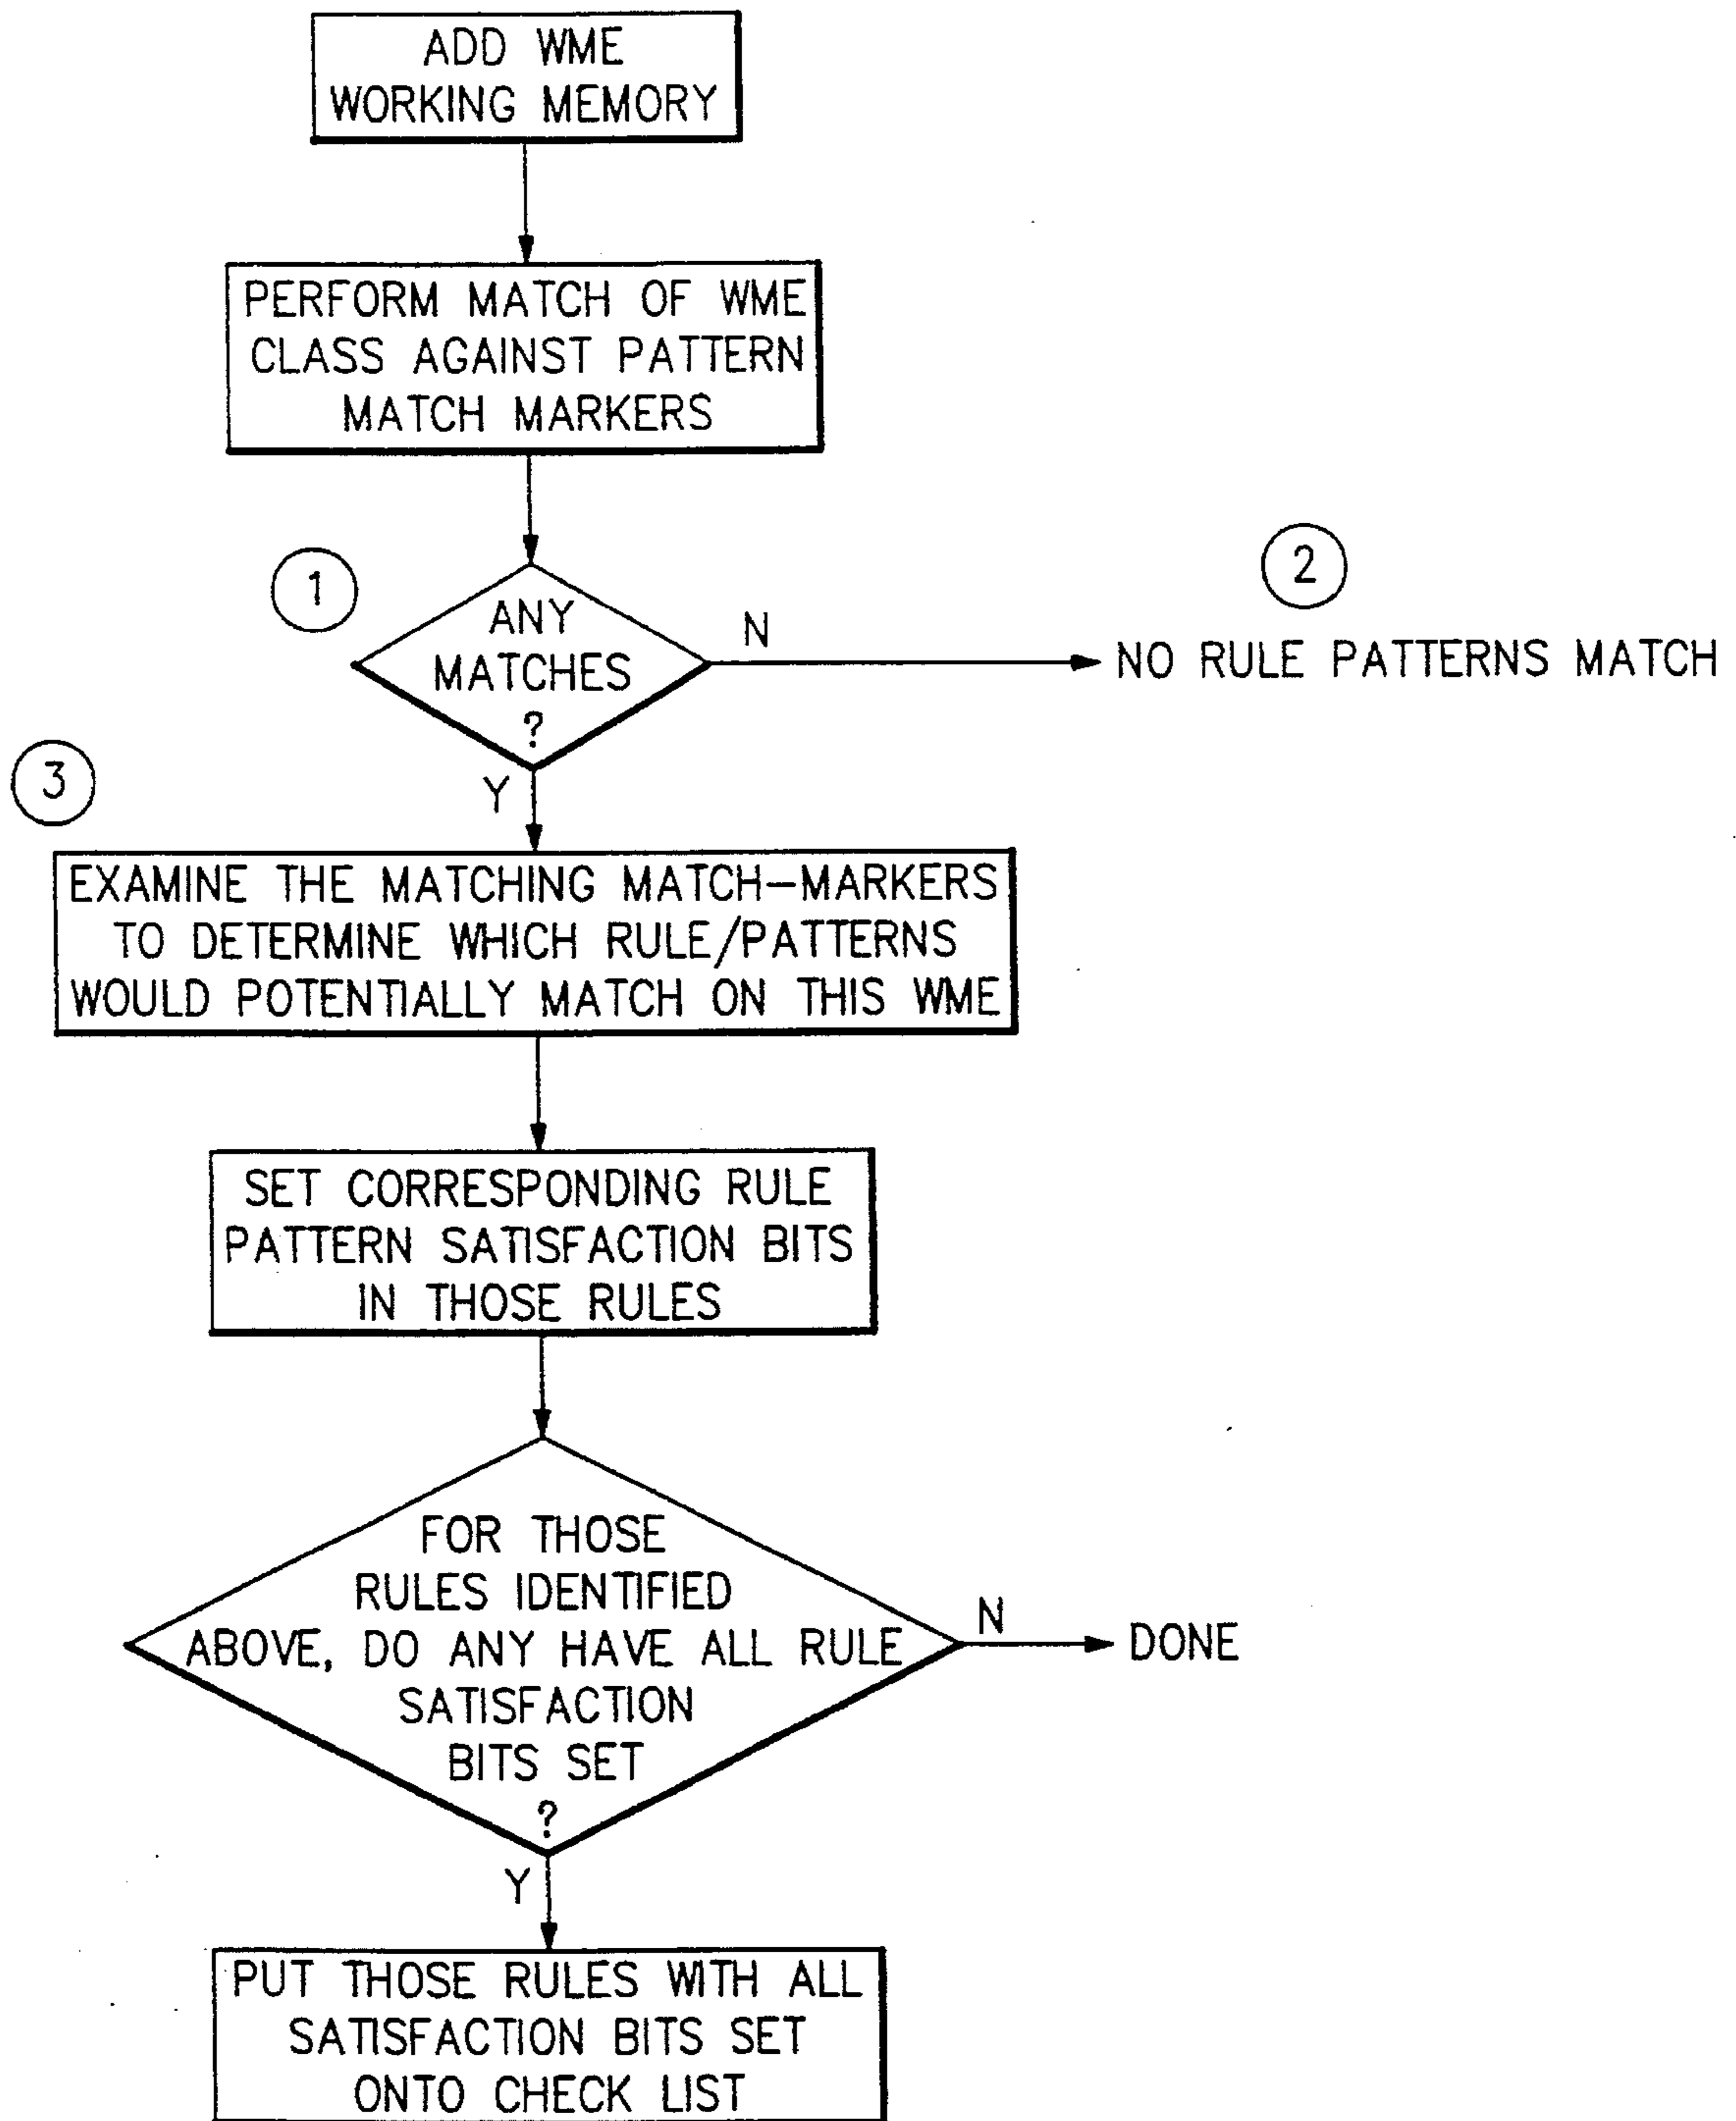 ADD WME
WORKING MEMORY
PERFORM MATCH OF WME
CLASS AGAINST PATTERN
MATCH MARKERS
1
2
ANY
MATCHES
?
N
NO RULE PATTERNS MATCH
3
Y
EXAMINE THE MATCHING MATCH-MARKERS
TO DETERMINE WHICH RULE/PATTERNS
WOULD POTENTIALLY MATCH ON THIS WME
SET CORRESPONDING RULE
PATTERN SATISFACTION BITS
IN THOSE RULES
FOR THOSE
RULES IDENTIFIED
ABOVE, DO ANY HAVE ALL RULE
SATISFACTION
BITS SET
?
N
DONE
Y
PUT THOSE RULES WITH ALL
SATISFACTION BITS SET
ONTO CHECK LIST